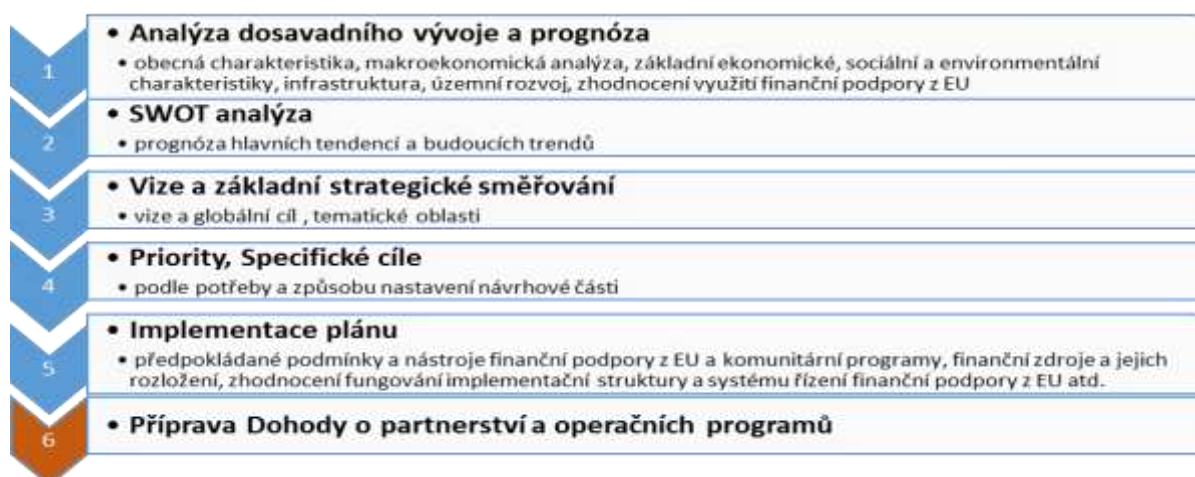 1
• Analýza dosavadního vývoje a prognóza
• obecná charakteristika, makroekonomická analýza, základní ekonomické, sociální a environmentální
charakteristiky, infrastruktura, územní rozvoj, zhodnocení využití finanční podpory z EU
2
• SWOT analýza
• prognóza hlavních tendencí a budoucích trendů
3
• Vize a základní strategické směřování
• vize a globální cíl , tematické oblasti
4
• Priority, Specifické cíle
• podle potřeby a způsobu nastavení návrhové části
5
• Implementace plánu
• předpokládané podmínky a nástroje finanční podpory z EU a komunitární programy, finanční zdroje a jejich
rozložení, zhodnocení fungování implementační struktury a systému řízení finanční podpory z EU atd.
6
• Příprava Dohody o partnerství a operačních programů